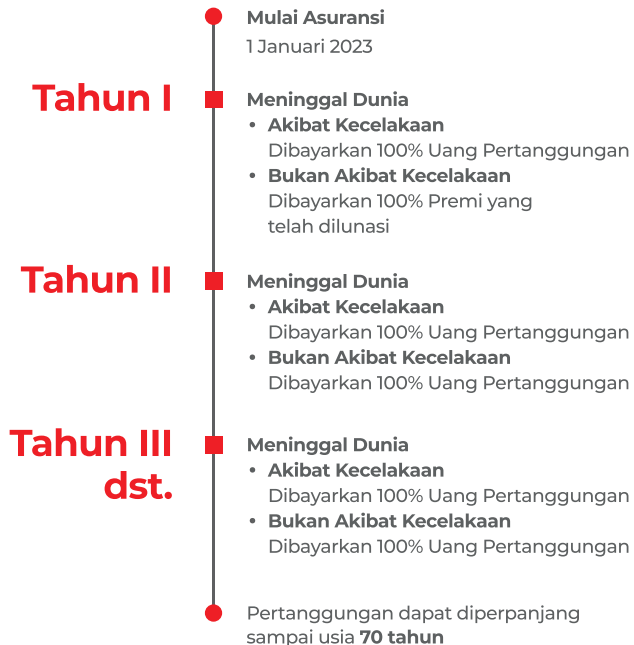 Mulai Asuransi
1 Januari 2023
Tahun I
Meninggal Dunia
• Akibat Kecelakaan
Dibayarkan 100% Uang Pertanggungan
• Bukan Akibat Kecelakaan
Dibayarkan 100% Premi yang
telah dilunasi
Tahun II
Meninggal Dunia
• Akibat Kecelakaan
Dibayarkan 100% Uang Pertanggungan
• Bukan Akibat Kecelakaan
Dibayarkan 100% Uang Pertanggungan
Tahun III
dst.
Meninggal Dunia
• Akibat Kecelakaan
Dibayarkan 100% Uang Pertanggungan
• Bukan Akibat Kecelakaan
Dibayarkan 100% Uang Pertanggungan
Pertanggungan dapat diperpanjang
sampai usia 70 tahun